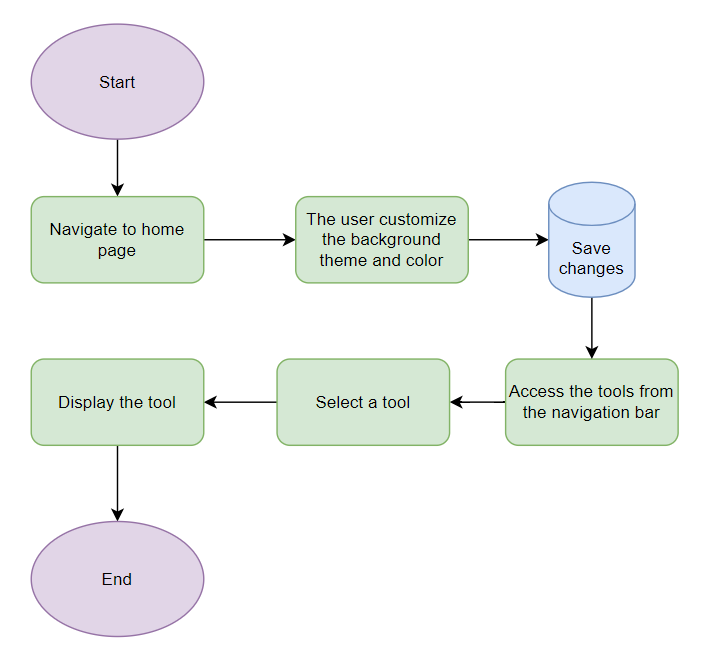 Start
Navigate to home
page
The user customize
the background
theme and color
Save
changes
Access the tools from
the navigation bar
Select a tool
Display the tool
End